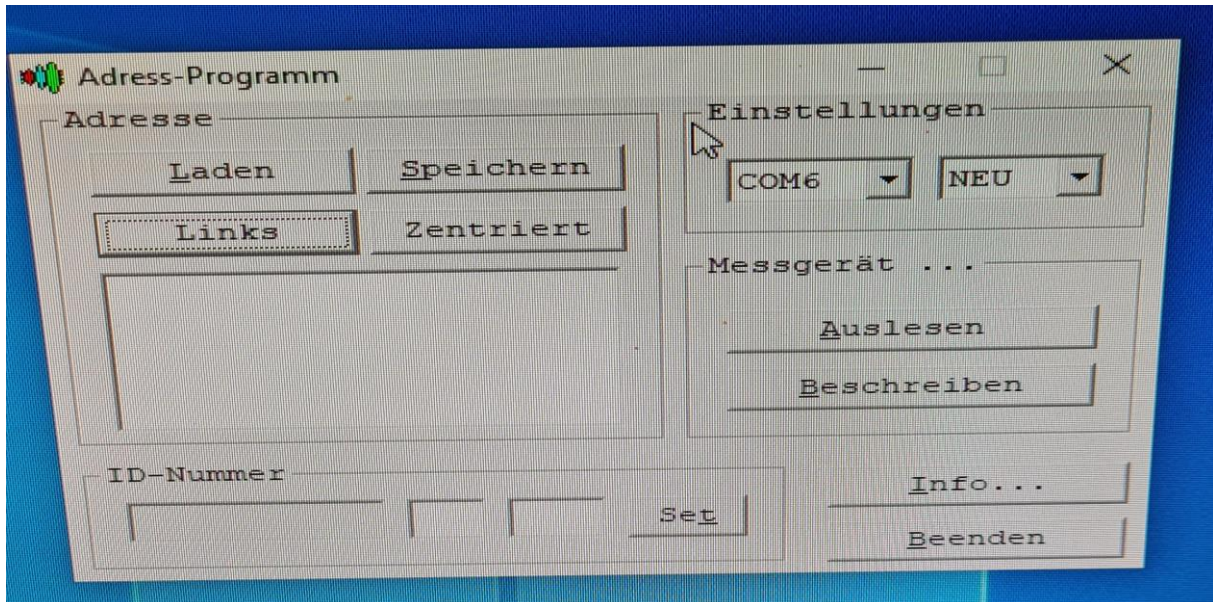 Adress-Programm
Adresse
Laden
Speichern
Links
Zentriert
Einstellungen
COM6
NEU
Messgerät ...
Auslesen
Beschreiben
ID-Nummer
Set
Info...
Beenden